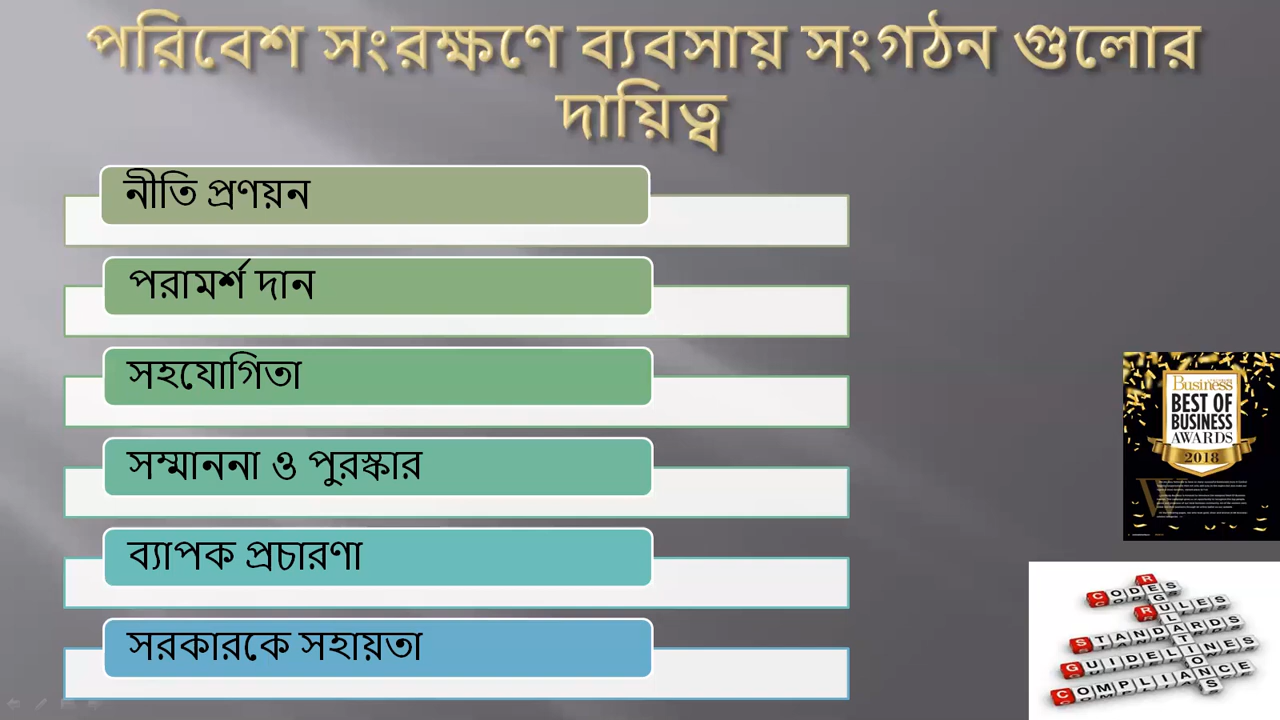 পরিবেশ সংরক্ষণে ব্যবসায় সংগঠন গুলোর
দায়িত্ব
নীতি প্রণয়ন
পরামর্শ দান
সহযোগিতা
সম্মাননা ও পুরস্কার
ব্যাপক প্রচারণা
সরকারকে সহায়তা
Business
BEST OF
BUSINESS
AWARDS
2018
CODES
RULES
STANDARDS
GUIDELINES
COMPLIANCE
REGULATIONS